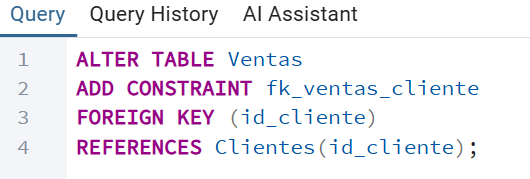 Query Query History AI Assistant
1 ALTER TABLE Ventas
2 ADD CONSTRAINT fk_ventas_cliente
3 FOREIGN KEY (id_cliente)
4 REFERENCES Clientes(id_cliente);